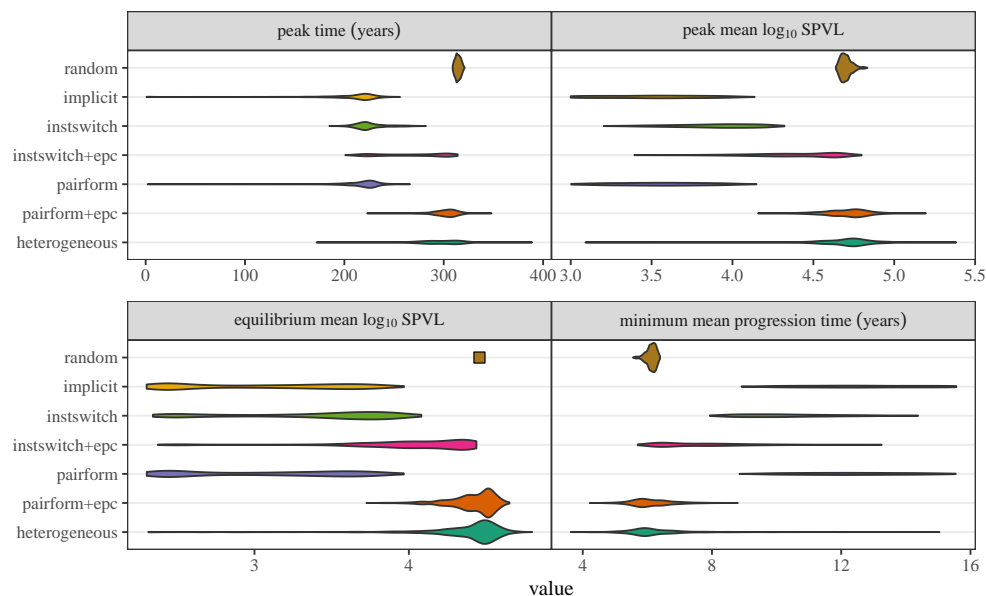 peak time (years)
peak mean log₁₀ SPVL
random
implicit
instswitch
instswitch+epc
pairform
pairform+epc
heterogeneous
0 100 200 300 400 3.0 3.5 4.0 4.5 5.0 5.5
equilibrium mean log₁₀ SPVL
minimum mean progression time (years)
random
implicit
instswitch
instswitch+epc
pairform
pairform+epc
heterogeneous
3 4 4 8 12 16
value